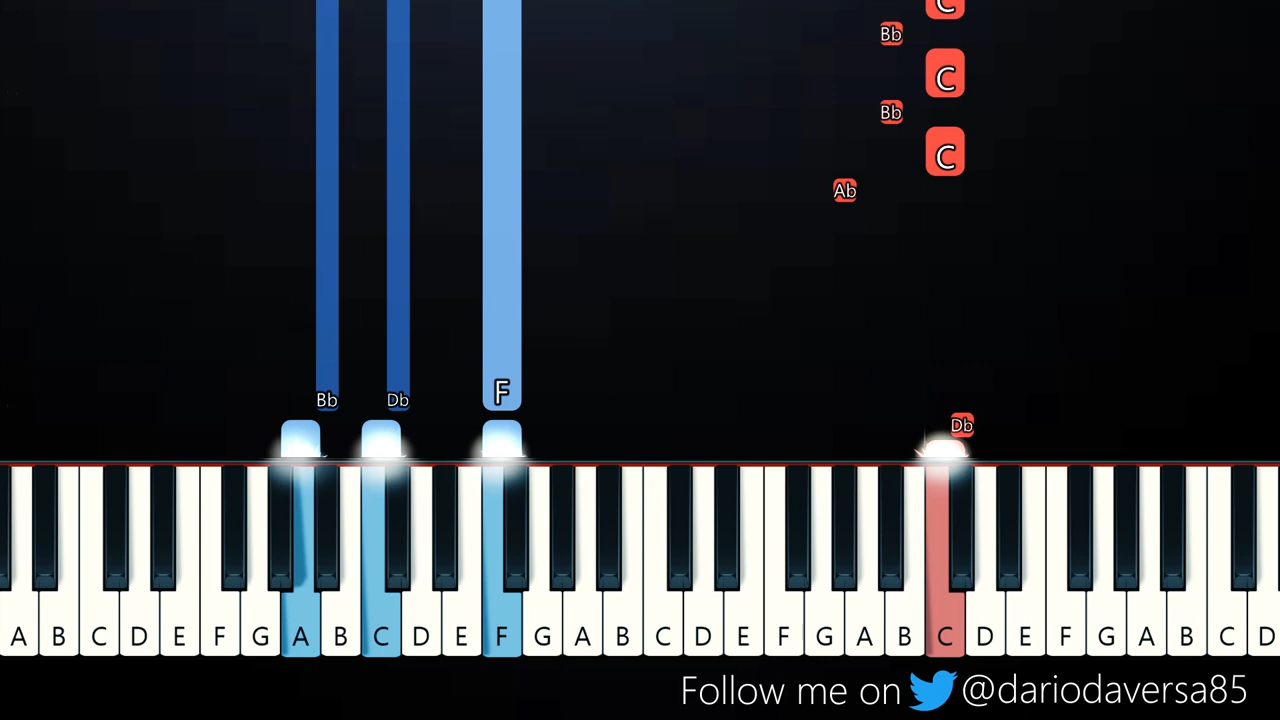 C
Bb
C
Bb
C
Ab
Bb Db F
Db
A B C D E F G A B C D E F G A B C D E F G A B C D E F G A B C D
Follow me on @dariodaversa85